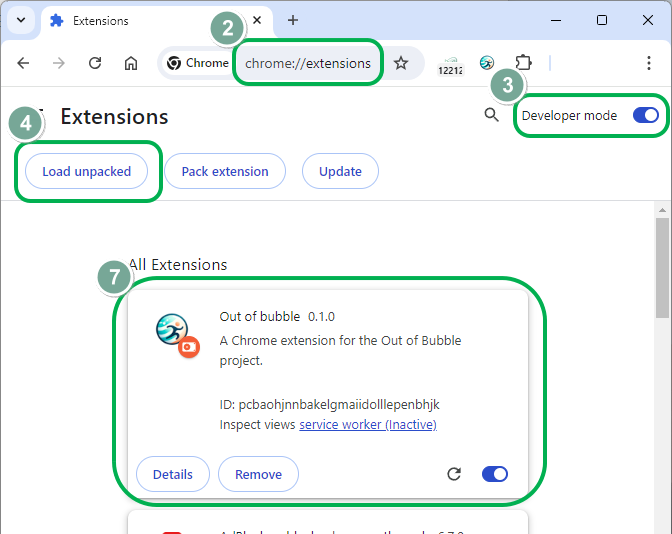 Extensions
2
Chrome
chrome://extensions
12212
3
4
Extensions
Developer mode
Load unpacked
Pack extension
Update
7
All Extensions
Out of bubble 0.1.0
A Chrome extension for the Out of Bubble
project.
ID: pcbaohjnnbakelgmaiidolllepenbhjk
Inspect views service worker (Inactive)
Details
Remove